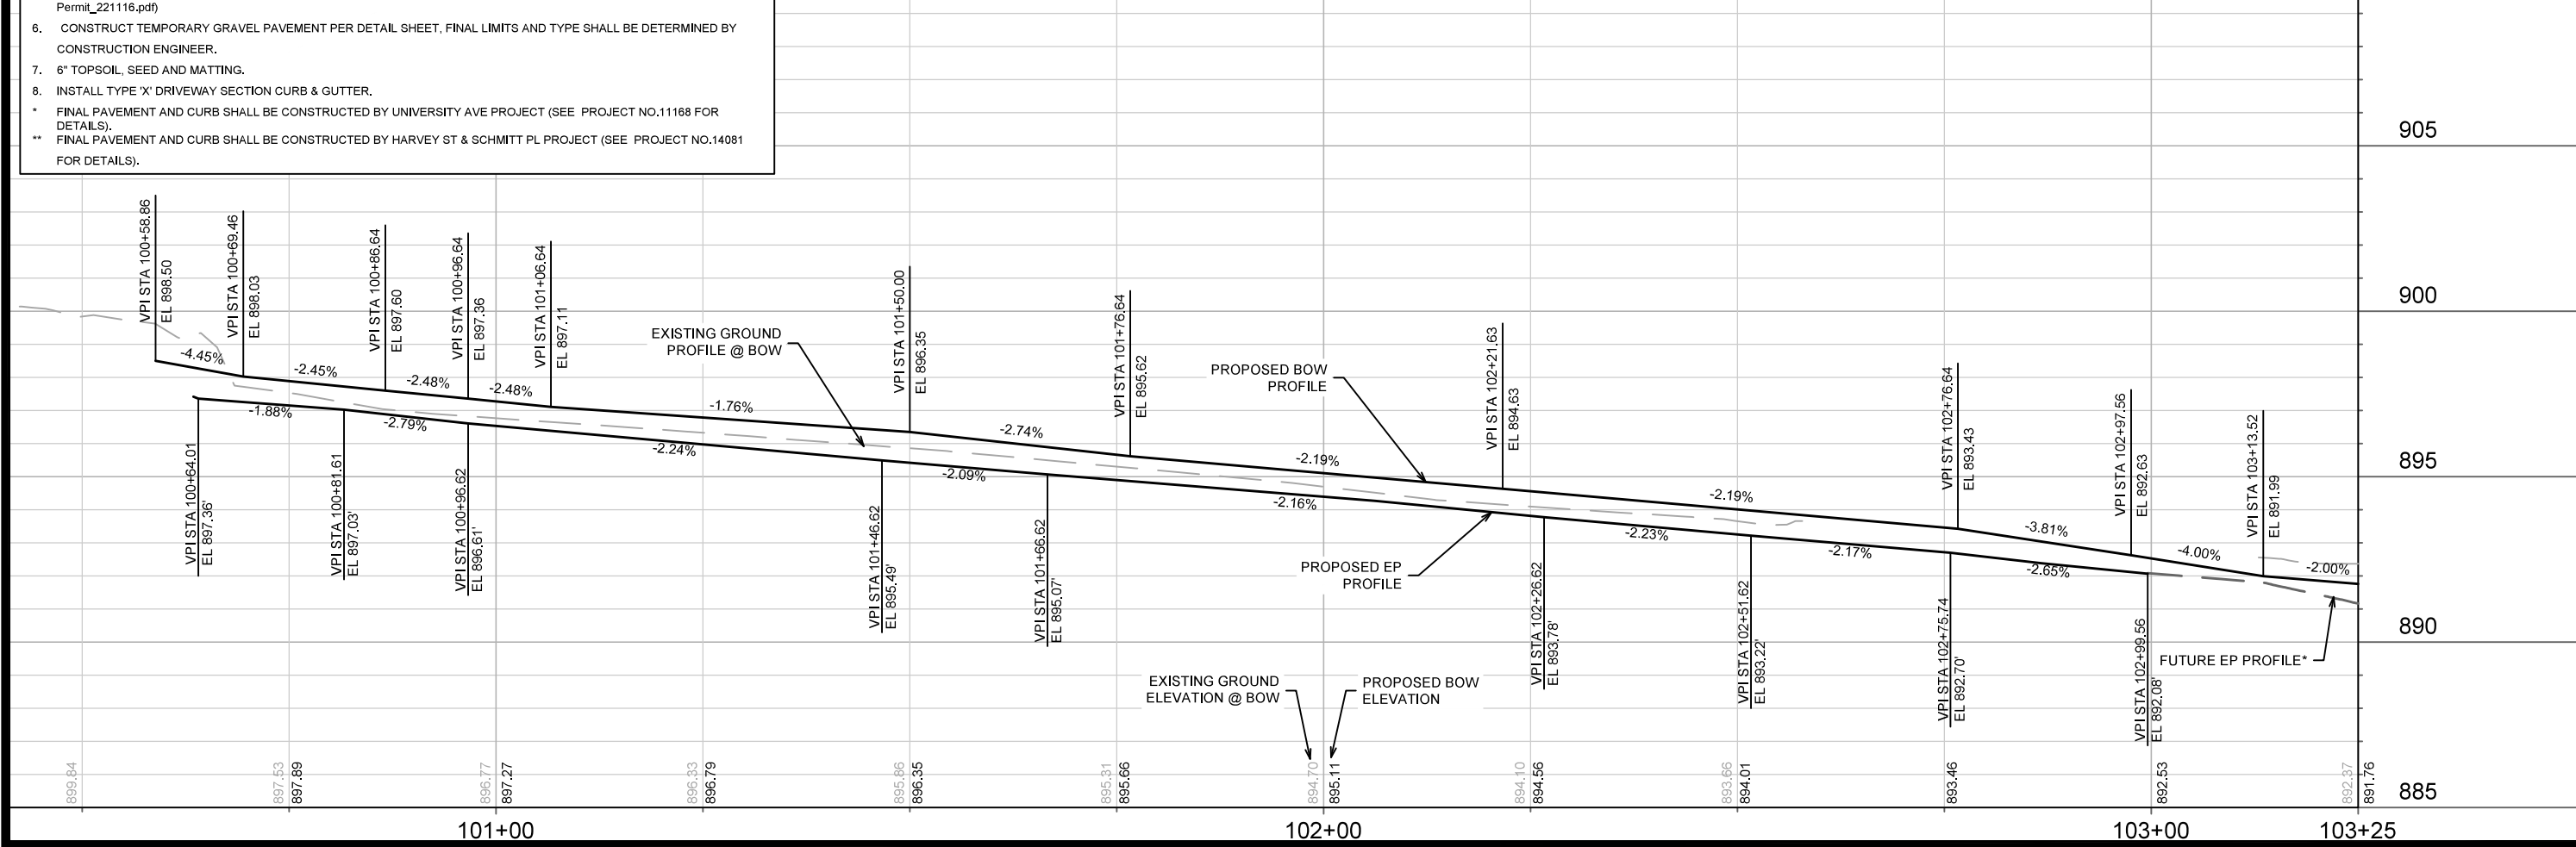 Permit_221116.pdf)
6. CONSTRUCT TEMPORARY GRAVEL PAVEMENT PER DETAIL SHEET, FINAL LIMITS AND TYPE SHALL BE DETERMINED BY
CONSTRUCTION ENGINEER.
7. 6" TOPSOIL, SEED AND MATTING.
8. INSTALL TYPE 'X' DRIVEWAY SECTION CURB & GUTTER.
* FINAL PAVEMENT AND CURB SHALL BE CONSTRUCTED BY UNIVERSITY AVE PROJECT (SEE PROJECT NO.11168 FOR
DETAILS).
** FINAL PAVEMENT AND CURB SHALL BE CONSTRUCTED BY HARVEY ST & SCHMITT PL PROJECT (SEE PROJECT NO.14081
FOR DETAILS).
905
900
895
890
885
VPI STA 100+58.86
EL 898.50
VPI STA 100+69.46
EL 898.03
VPI STA 100+86.64
EL 897.60
VPI STA 100+96.64
EL 897.36
VPI STA 101+06.64
EL 897.11
VPI STA 101+50.00
EL 896.35
VPI STA 101+76.64
EL 895.62
VPI STA 102+21.63
EL 894.63
VPI STA 102+76.64
EL 893.43
VPI STA 102+97.56
EL 892.63
VPI STA 103+13.52
EL 891.99
EXISTING GROUND
PROFILE @ BOW
PROPOSED BOW
PROFILE
-4.45%
-2.45%
-2.48%
-2.48%
-1.76%
-2.74%
-2.19%
-2.19%
-3.81%
-4.00%
-2.00%
-1.88%
-2.79%
-2.24%
-2.09%
-2.16%
-2.23%
-2.17%
-2.65%
VPI STA 100+64.01
EL 897.36'
VPI STA 100+81.61
EL 897.03'
VPI STA 100+96.62
EL 896.61'
VPI STA 101+46.62
EL 895.49'
VPI STA 101+66.62
EL 895.07'
VPI STA 102+26.62
EL 893.78'
VPI STA 102+51.62
EL 893.22'
VPI STA 102+75.74
EL 892.70'
VPI STA 102+99.56
EL 892.08'
PROPOSED EP
PROFILE
FUTURE EP PROFILE*
EXISTING GROUND
ELEVATION @ BOW
PROPOSED BOW
ELEVATION
899.84
897.53
897.89
896.77
897.27
896.33
896.79
895.86
896.35
895.31
895.66
894.70
895.11
894.10
894.56
893.66
894.01
893.46
892.53
892.37
891.76
101+00
102+00
103+00
103+25